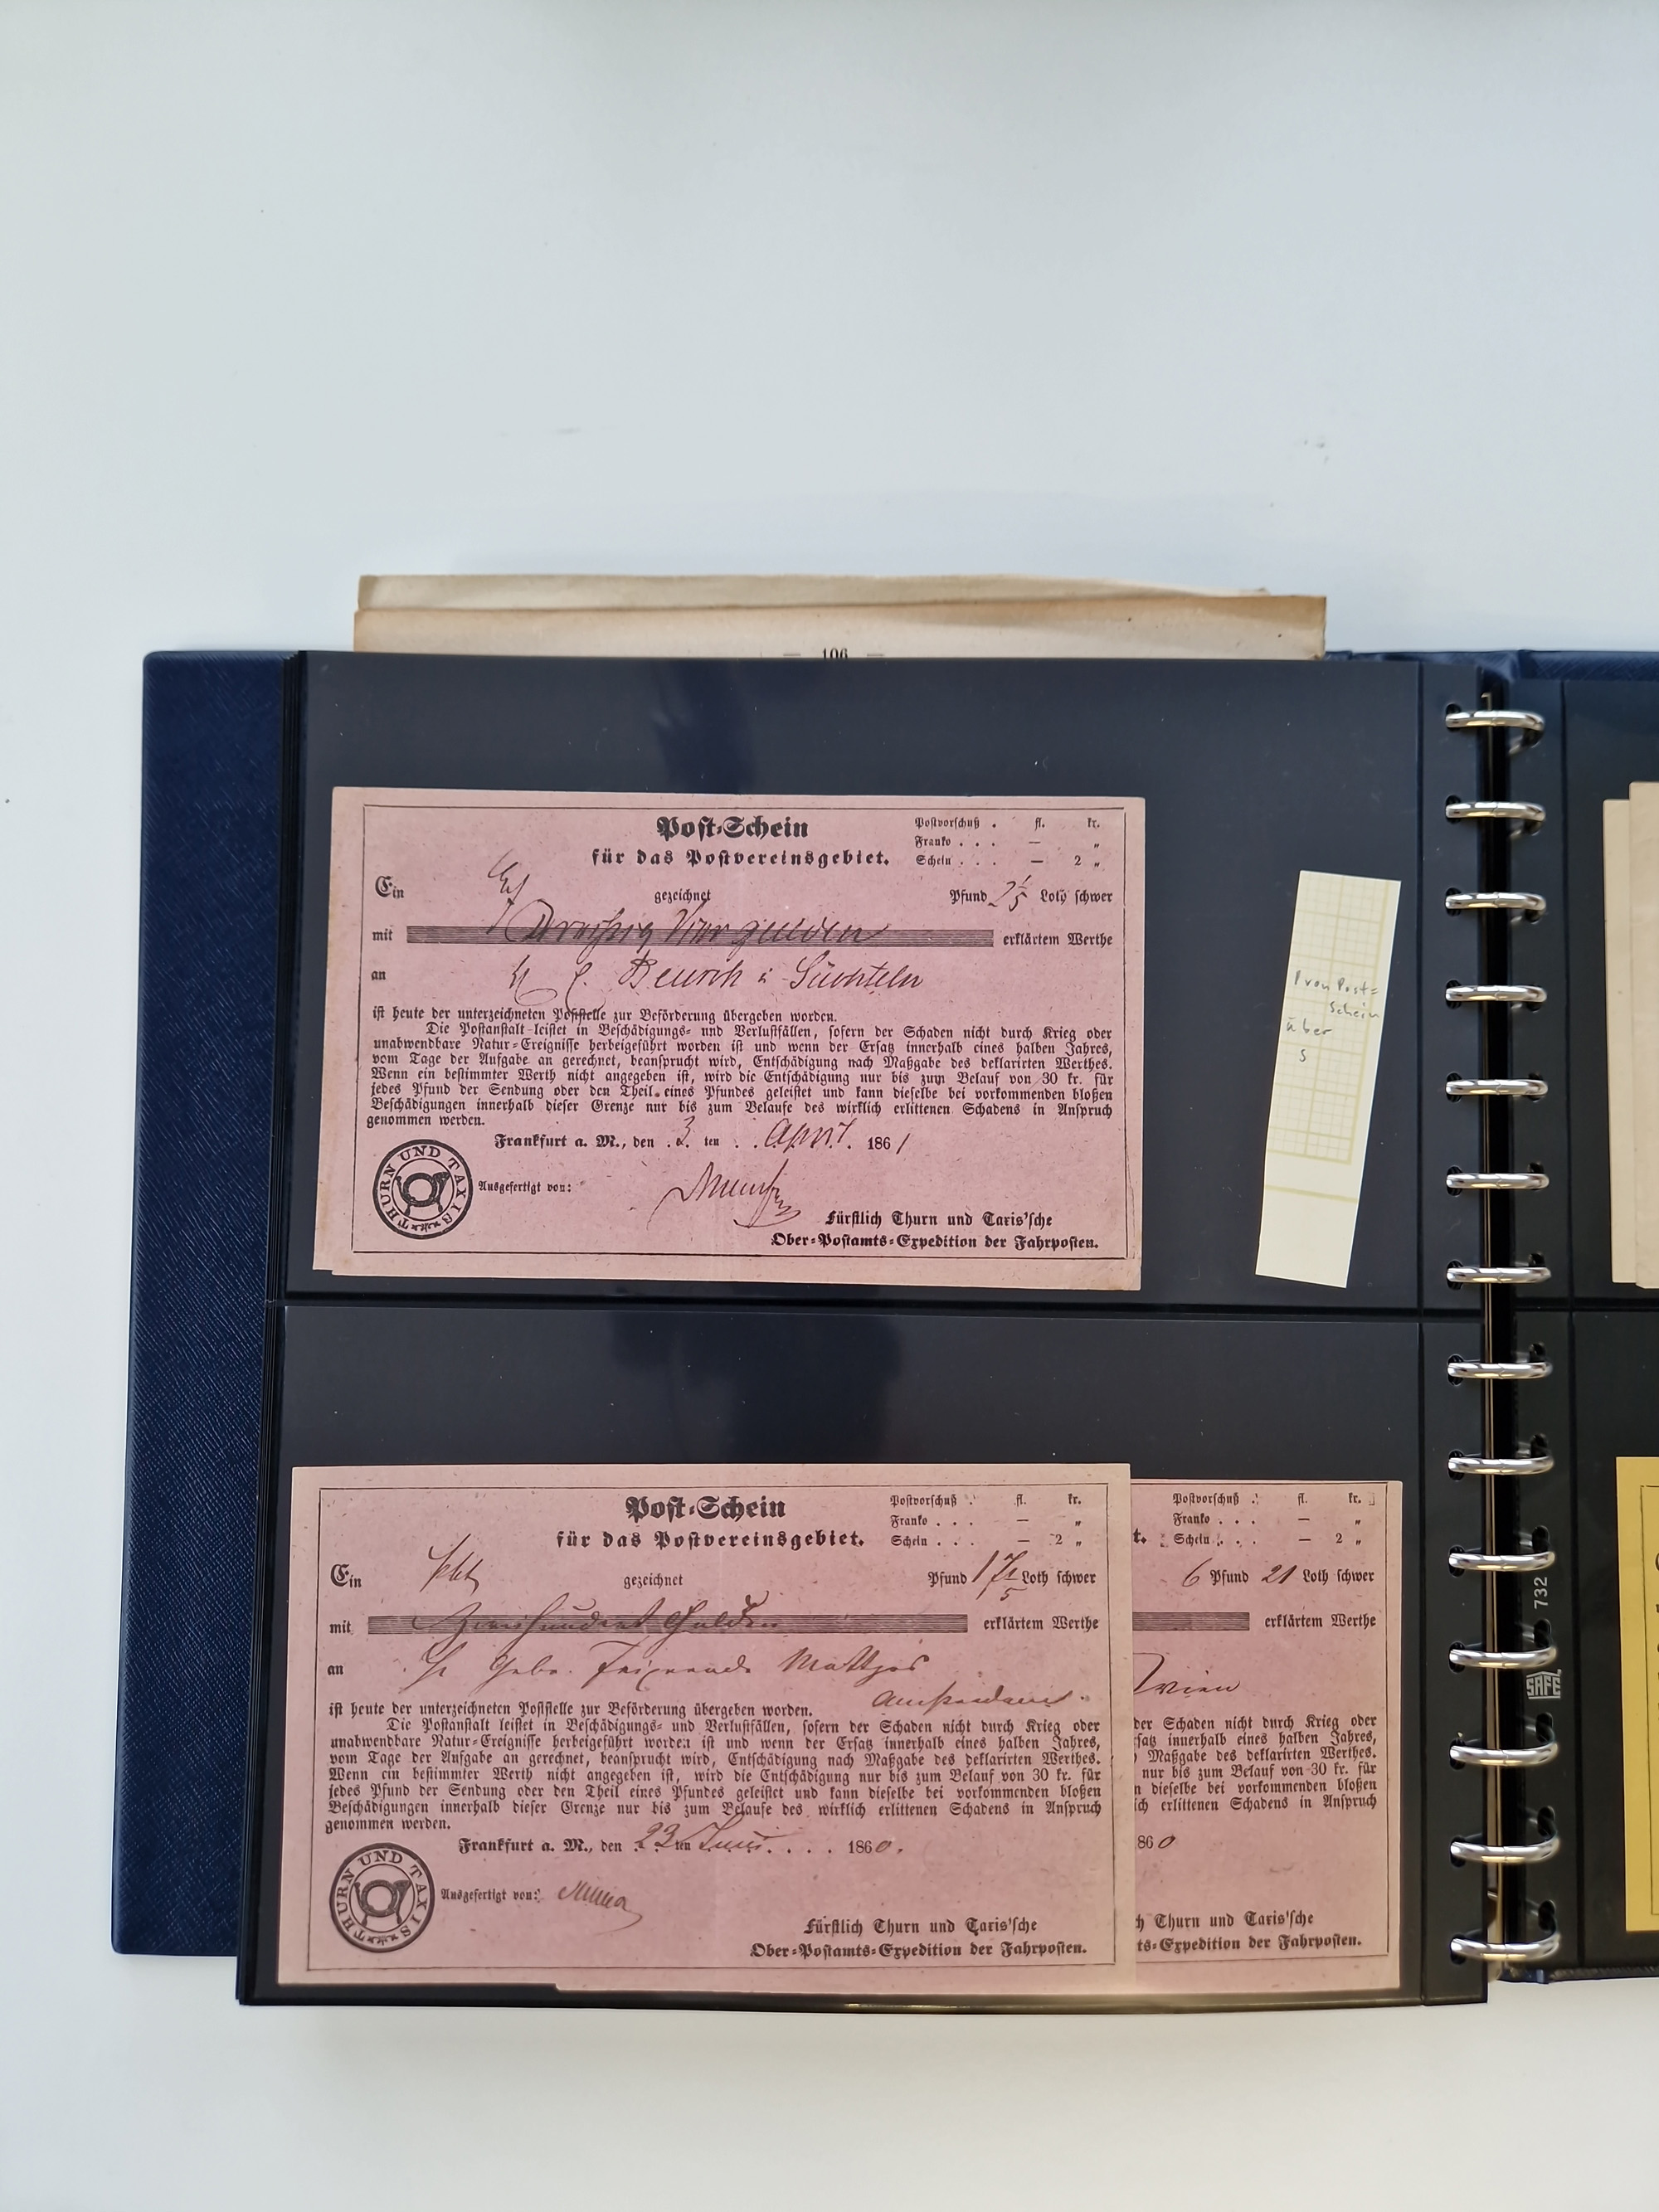 — 106 —
Post-Schein
für das Postvereinsgebiet.
Postvorschuß . fl. kr.
Franko . . . — „
Schein . . . — 2 „
Ein gezeichnet Pfund Loth schwer
mit Dreißig Vier gulden erklärtem Werthe
an
ist heute der unterzeichneten Poststelle zur Beförderung übergeben worden.
Die Postanstalt leistet in Beschädigungs- und Verlustfällen, sofern der Schaden nicht durch Krieg oder
unabwendbare Natur-Ereignisse herbeigeführt worden ist und wenn der Ersatz innerhalb eines halben Jahres,
vom Tage der Aufgabe an gerechnet, beansprucht wird, Entschädigung nach Maßgabe des deklarirten Werthes.
Wenn ein bestimmter Werth nicht angegeben ist, wird die Entschädigung nur bis zum Belauf von 30 kr. für
jedes Pfund der Sendung oder den Theil eines Pfundes geleistet und kann dieselbe bei vorkommenden bloßen
Beschädigungen innerhalb dieser Grenze nur bis zum Belaufe des wirklich erlittenen Schadens in Anspruch
genommen werden.
Frankfurt a. M., den 3 ten April 1861
THURN UND TAXIS
Ausgefertigt von:
Fürstlich Thurn und Taxis'sche
Ober-Postamts-Expedition der Fahrposten.
1 von Post=
Schein
über
5
Post-Schein
für das Postvereinsgebiet.
Postvorschuß . fl. kr.
Franko . . . — „
Schein . . . — 2 „
Ein gezeichnet Pfund Loth schwer
mit Zweihundert Gulden erklärtem Werthe
an
Amsterdam.
ist heute der unterzeichneten Poststelle zur Beförderung übergeben worden.
Die Postanstalt leistet in Beschädigungs- und Verlustfällen, sofern der Schaden nicht durch Krieg oder
unabwendbare Natur-Ereignisse herbeigeführt worden ist und wenn der Ersatz innerhalb eines halben Jahres,
vom Tage der Aufgabe an gerechnet, beansprucht wird, Entschädigung nach Maßgabe des deklarirten Werthes.
Wenn ein bestimmter Werth nicht angegeben ist, wird die Entschädigung nur bis zum Belauf von 30 kr. für
jedes Pfund der Sendung oder den Theil eines Pfundes geleistet und kann dieselbe bei vorkommenden bloßen
Beschädigungen innerhalb dieser Grenze nur bis zum Belaufe des wirklich erlittenen Schadens in Anspruch
genommen werden.
Frankfurt a. M., den 23 ten Juni . . . . 1860.
THURN UND TAXIS
Ausgefertigt von:
Fürstlich Thurn und Taxis'sche
Ober-Postamts-Expedition der Fahrposten.
Postvorschuß . fl. kr.
Franko . . . — „
t. Schein . . . — 2 „
6 Pfund 21 Loth schwer
erklärtem Werthe
Wien
der Schaden nicht durch Krieg oder
rsatz innerhalb eines halben Jahres,
Maßgabe des deklarirten Werthes.
nur bis zum Belauf von 30 kr. für
n dieselbe bei vorkommenden bloßen
ich erlittenen Schadens in Anspruch
860
h Thurn und Taxis'sche
ts-Expedition der Fahrposten.
732
SAFE